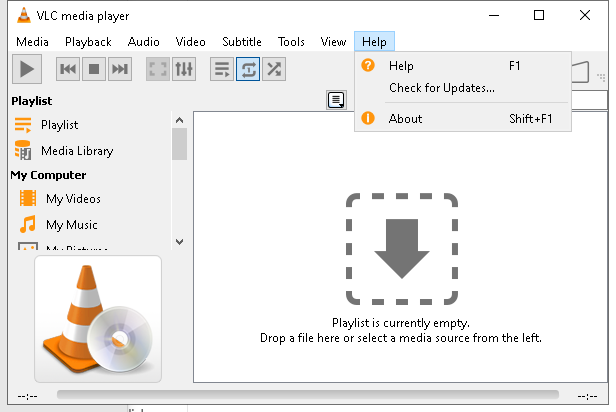 VLC media player
Media Playback Audio Video Subtitle Tools View Help
Help F1
Check for Updates...
About Shift+F1
Playlist
Playlist
Media Library
My Computer
My Videos
My Music
My Pictures
Playlist is currently empty.
Drop a file here or select a media source from the left.
--:-- --:--